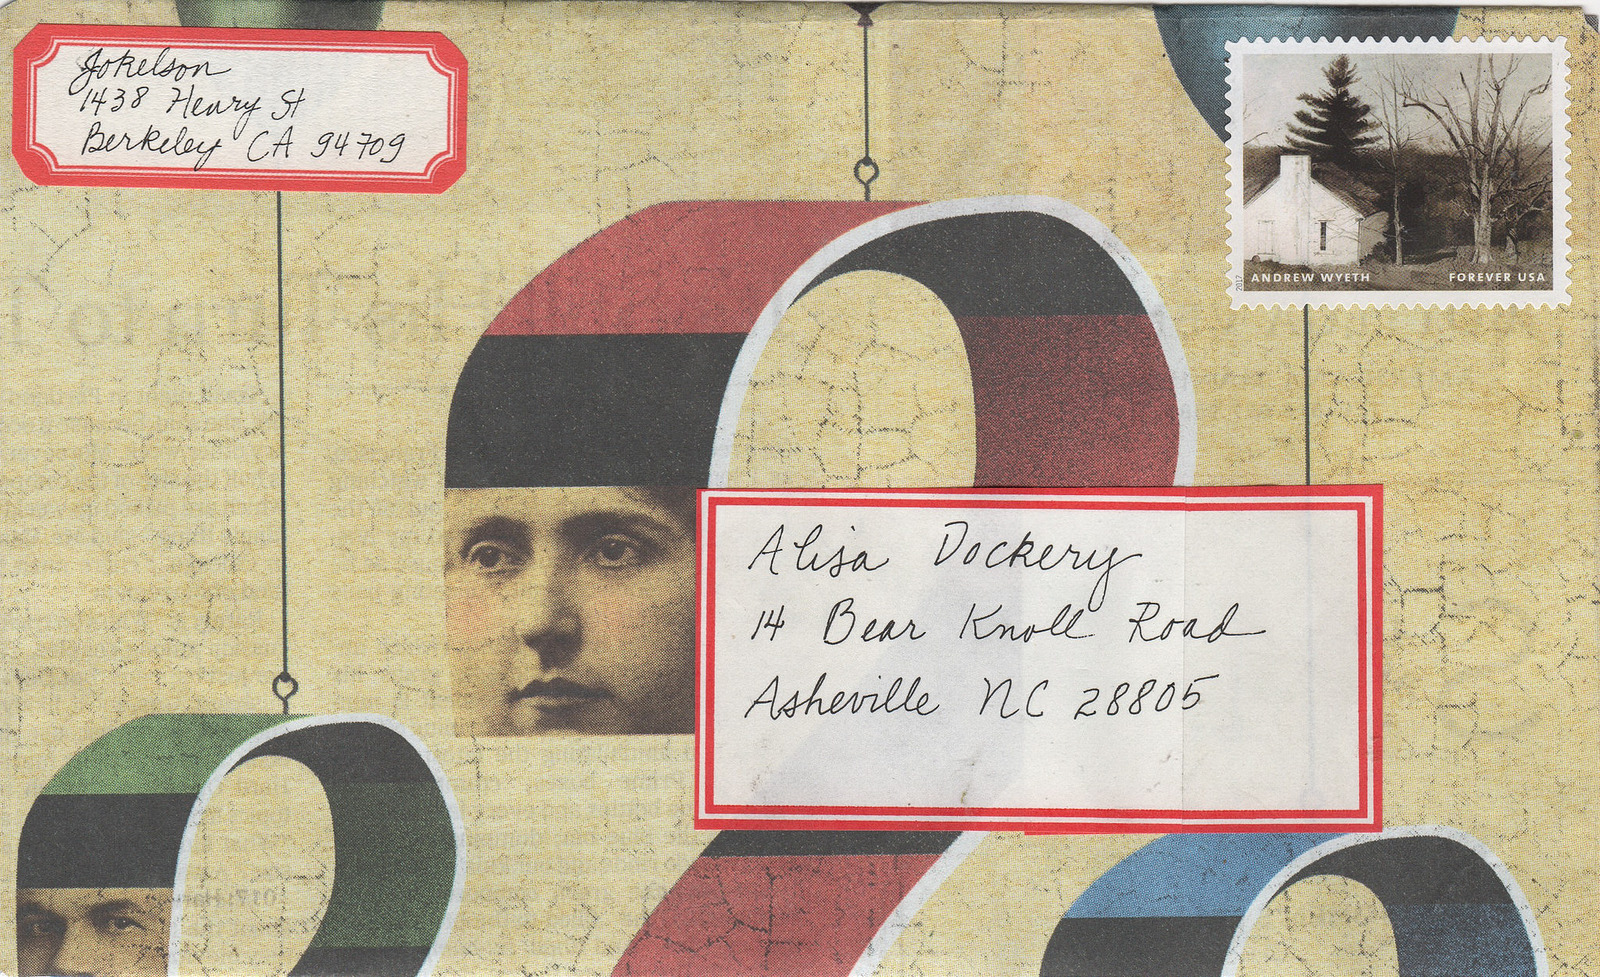 Jokelson
1438 Henry St
Berkeley CA 94709
2017
ANDREW WYETH
FOREVER USA
Alisa Dockery
14 Bear Knoll Road
Asheville NC 28805